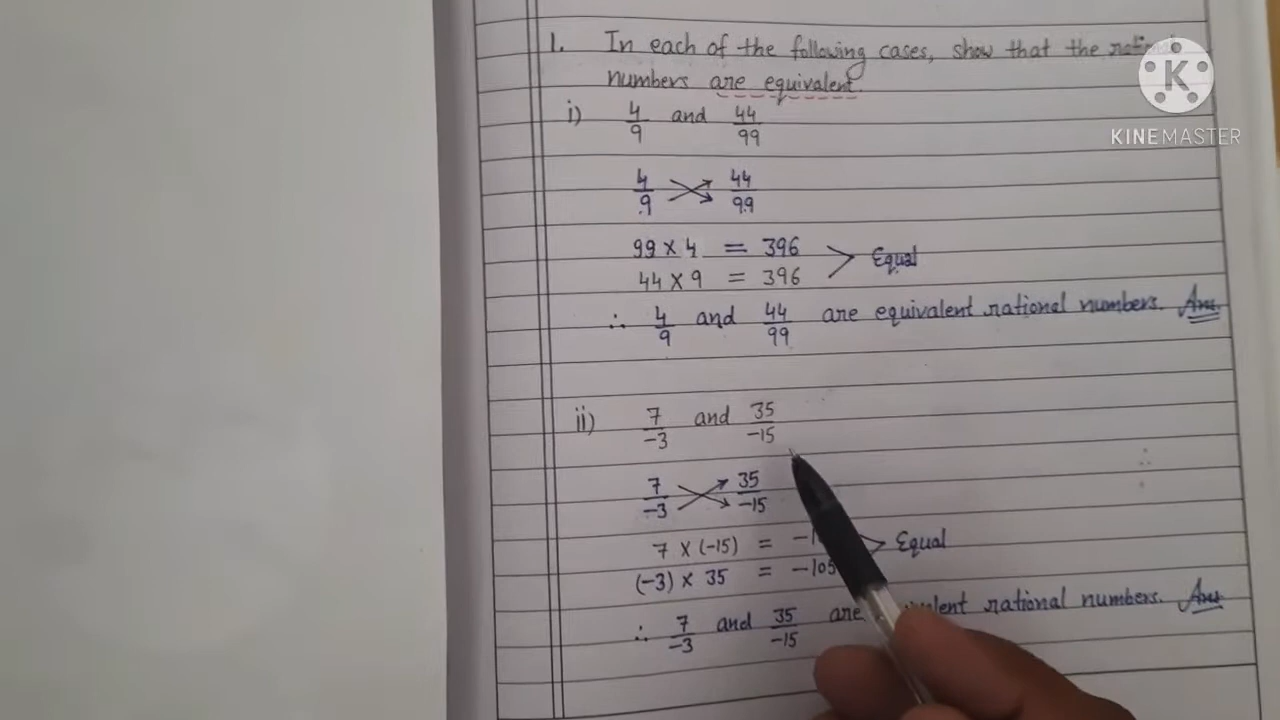 1. In each of the following cases, show that the rational
numbers are equivalent.
i) 4/9 and 44/99
4/9 44/99
99 × 4 = 396
44 × 9 = 396 Equal
∴ 4/9 and 44/99 are equivalent rational numbers. Ans.
ii) 7/-3 and 35/-15
7/-3 35/-15
7 × (-15) = -1 Equal
(-3) × 35 = -105
∴ 7/-3 and 35/-15 are rational numbers. Ans
K
KINEMASTER